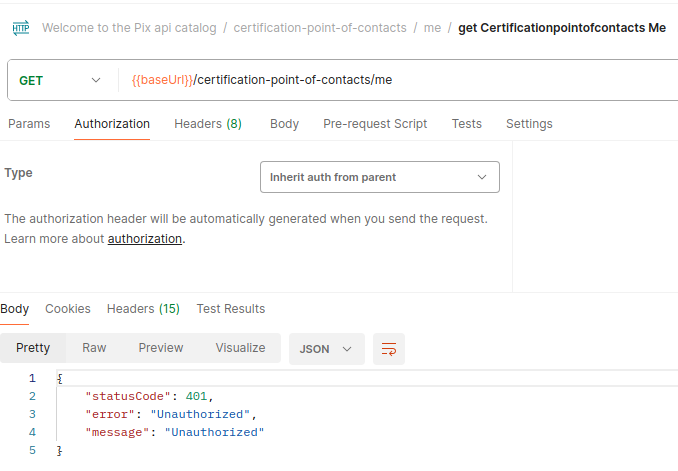 HTTP Welcome to the Pix api catalog / certification-point-of-contacts / me / get Certificationpointofcontacts Me
GET {{baseUrl}}/certification-point-of-contacts/me
Params Authorization Headers (8) Body Pre-request Script Tests Settings
Type Inherit auth from parent
The authorization header will be automatically generated when you send the request.
Learn more about authorization.
Body Cookies Headers (15) Test Results
Pretty Raw Preview Visualize JSON
1 {
2 "statusCode": 401,
3 "error": "Unauthorized",
4 "message": "Unauthorized"
5 }